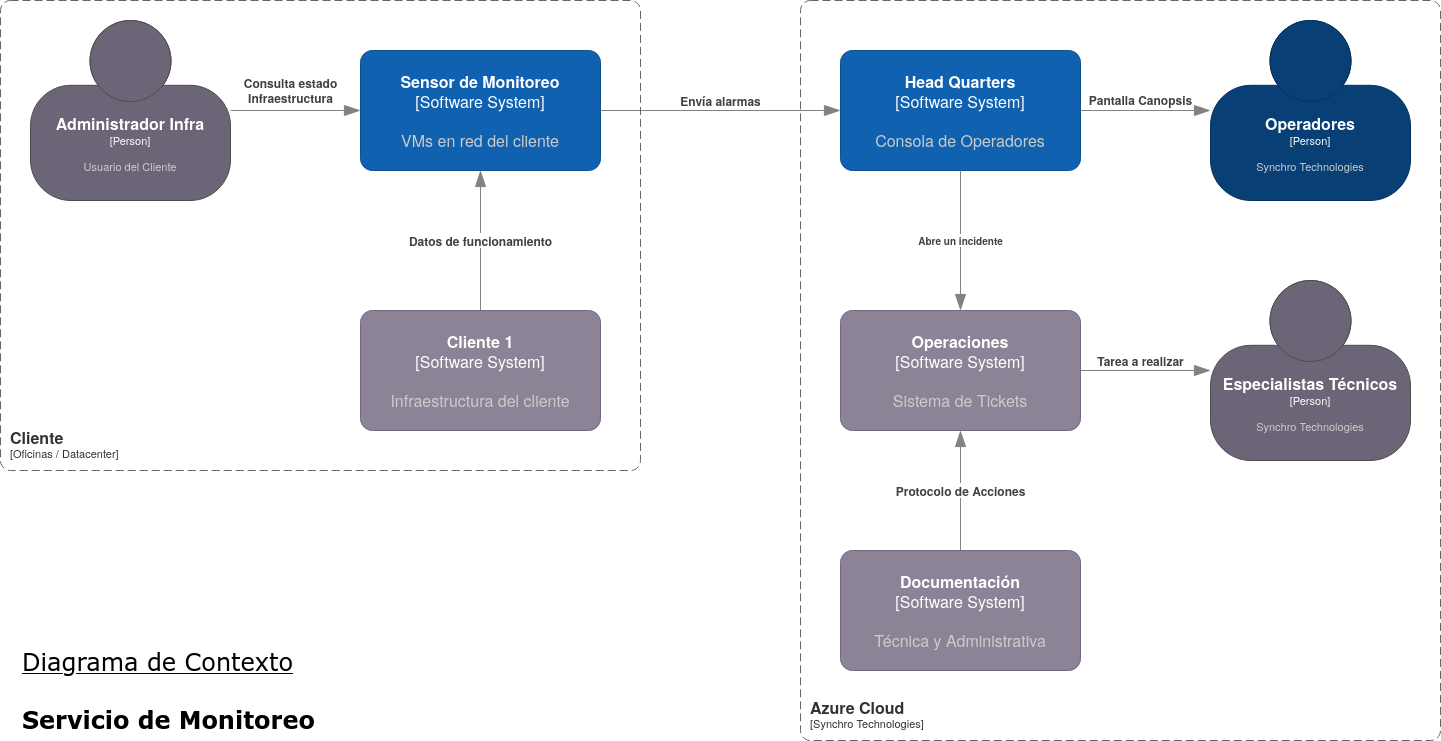 Administrador Infra
[Person]
Usuario del Cliente
Consulta estado
Infraestructura
Sensor de Monitoreo
[Software System]
VMs en red del cliente
Datos de funcionamiento
Cliente 1
[Software System]
Infraestructura del cliente
Cliente
[Oficinas / Datacenter]
Envía alarmas
Head Quarters
[Software System]
Consola de Operadores
Pantalla Canopsis
Operadores
[Person]
Synchro Technologies
Abre un incidente
Operaciones
[Software System]
Sistema de Tickets
Tarea a realizar
Especialistas Técnicos
[Person]
Synchro Technologies
Protocolo de Acciones
Documentación
[Software System]
Técnica y Administrativa
Azure Cloud
[Synchro Technologies]
Diagrama de Contexto
Servicio de Monitoreo